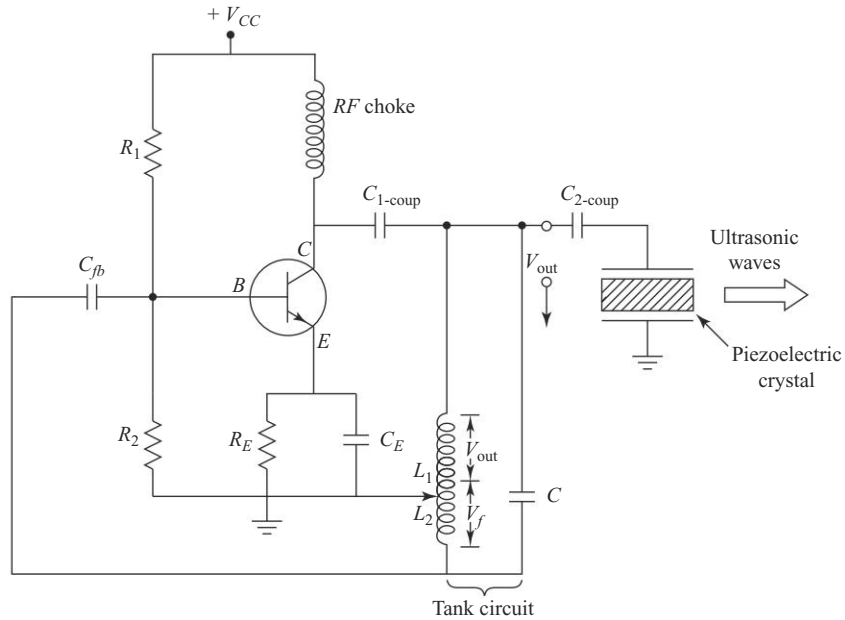 + V_CC
RF choke
R_1
C_1-coup
C_2-coup
Ultrasonic
waves
C
C_fb
B
V_out
E
Piezoelectric
crystal
R_2
R_E
C_E
V_out
L_1
C
L_2
V_f
Tank circuit